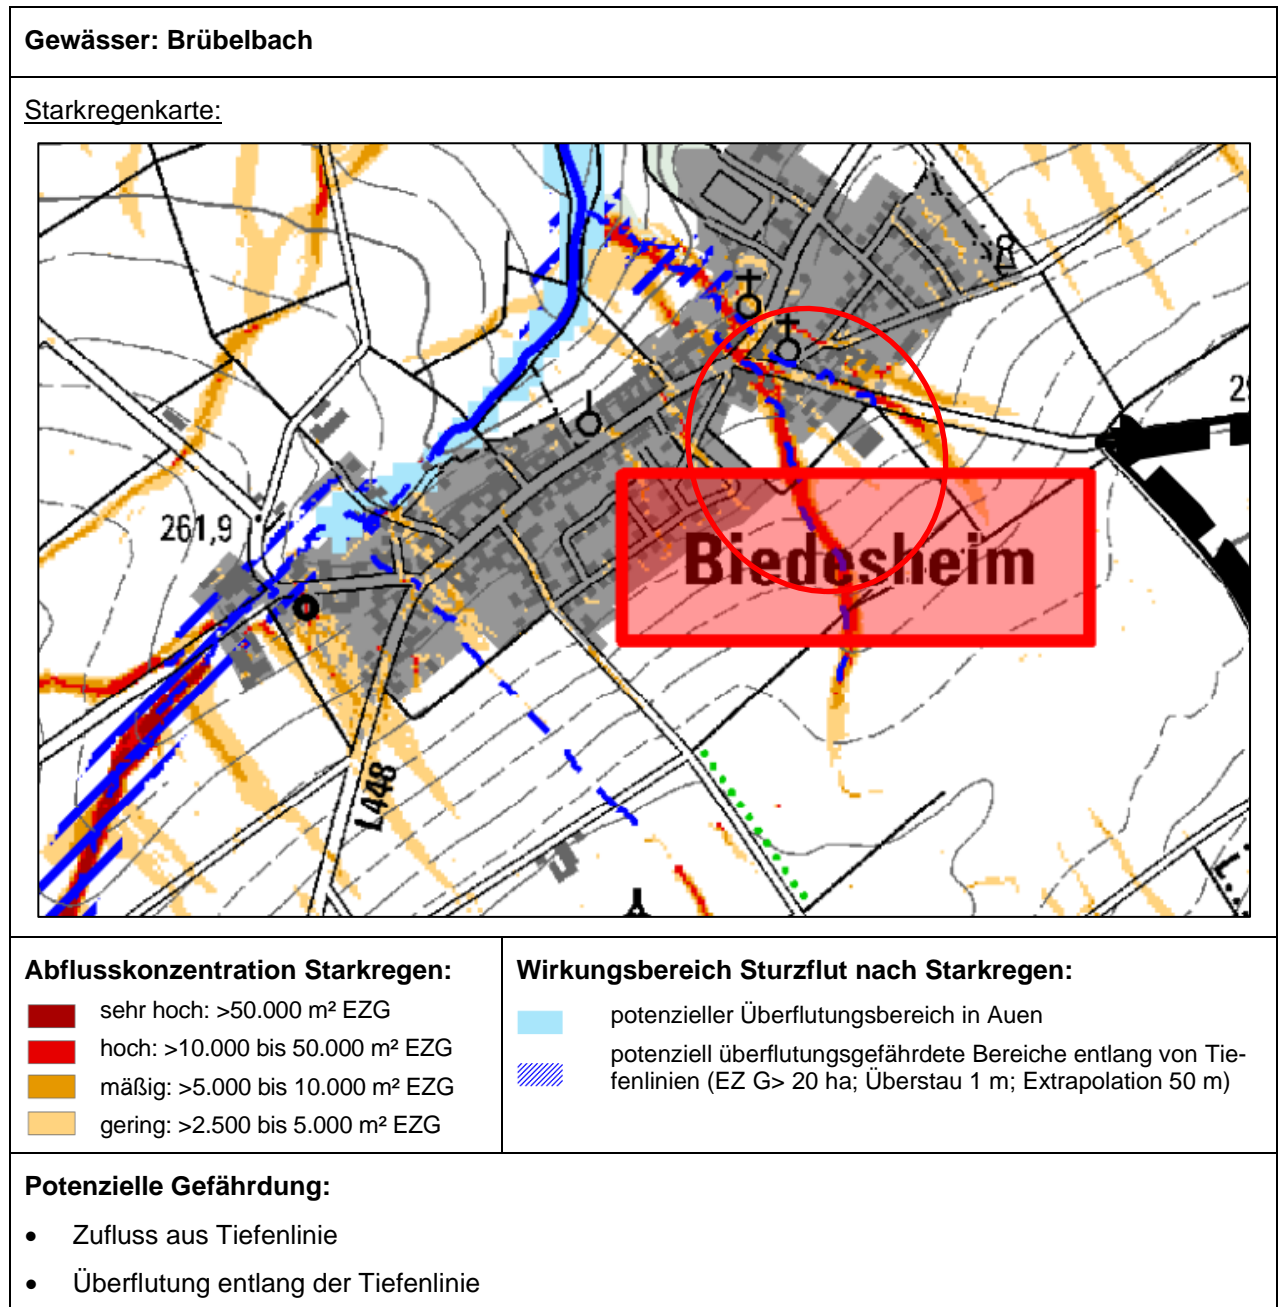 Gewässer: Brübelbach
Starkregenkarte:
261,9
Biedesheim
L448
Abflusskonzentration Starkregen:
sehr hoch: >50.000 m² EZG
hoch: >10.000 bis 50.000 m² EZG
mäßig: >5.000 bis 10.000 m² EZG
gering: >2.500 bis 5.000 m² EZG
Wirkungsbereich Sturzflut nach Starkregen:
potenzieller Überflutungsbereich in Auen
potenziell überflutungsgefährdete Bereiche entlang von Tie-
fenlinien (EZ G> 20 ha; Überstau 1 m; Extrapolation 50 m)
Potenzielle Gefährdung:
• Zufluss aus Tiefenlinie
• Überflutung entlang der Tiefenlinie